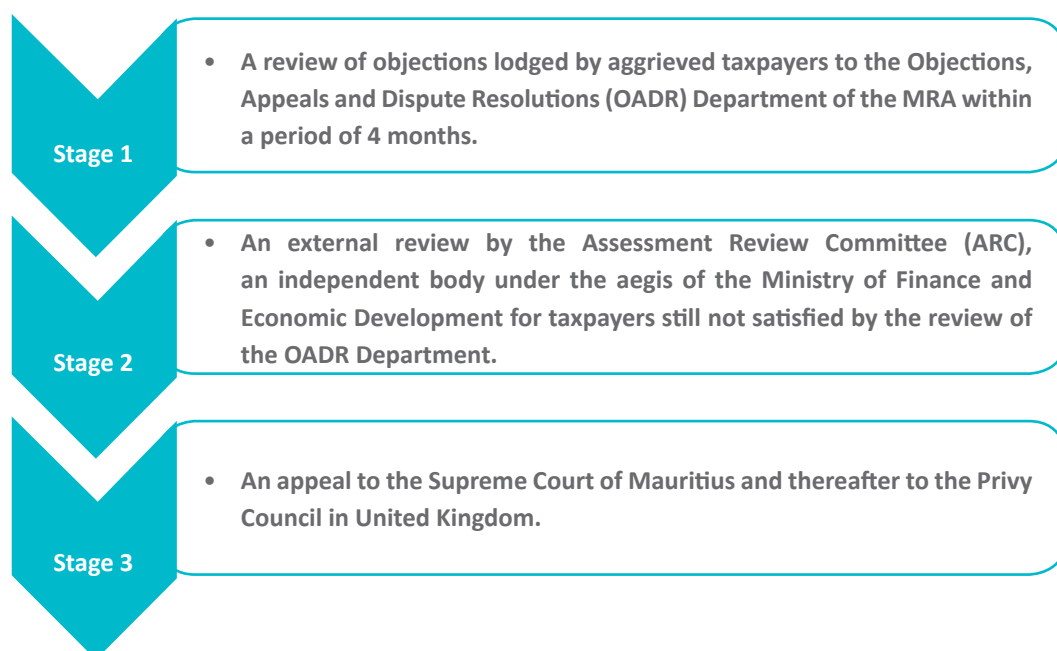 • A review of objections lodged by aggrieved taxpayers to the Objections,
Appeals and Dispute Resolutions (OADR) Department of the MRA within
a period of 4 months.
Stage 1
• An external review by the Assessment Review Committee (ARC),
an independent body under the aegis of the Ministry of Finance and
Economic Development for taxpayers still not satisfied by the review of
the OADR Department.
Stage 2
• An appeal to the Supreme Court of Mauritius and thereafter to the Privy
Council in United Kingdom.
Stage 3